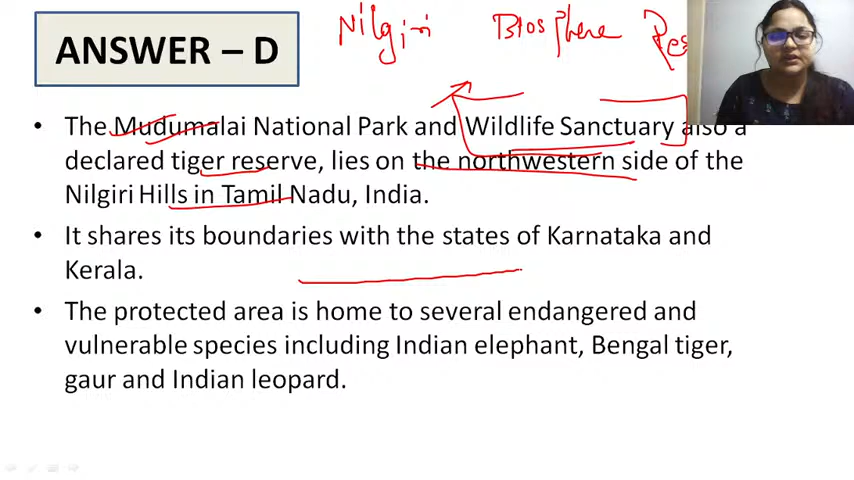 Nilgiri Biosphere Res
ANSWER – D
• The Mudumalai National Park and Wildlife Sanctuary also a
declared tiger reserve, lies on the northwestern side of the
Nilgiri Hills in Tamil Nadu, India.
• It shares its boundaries with the states of Karnataka and
Kerala.
• The protected area is home to several endangered and
vulnerable species including Indian elephant, Bengal tiger,
gaur and Indian leopard.